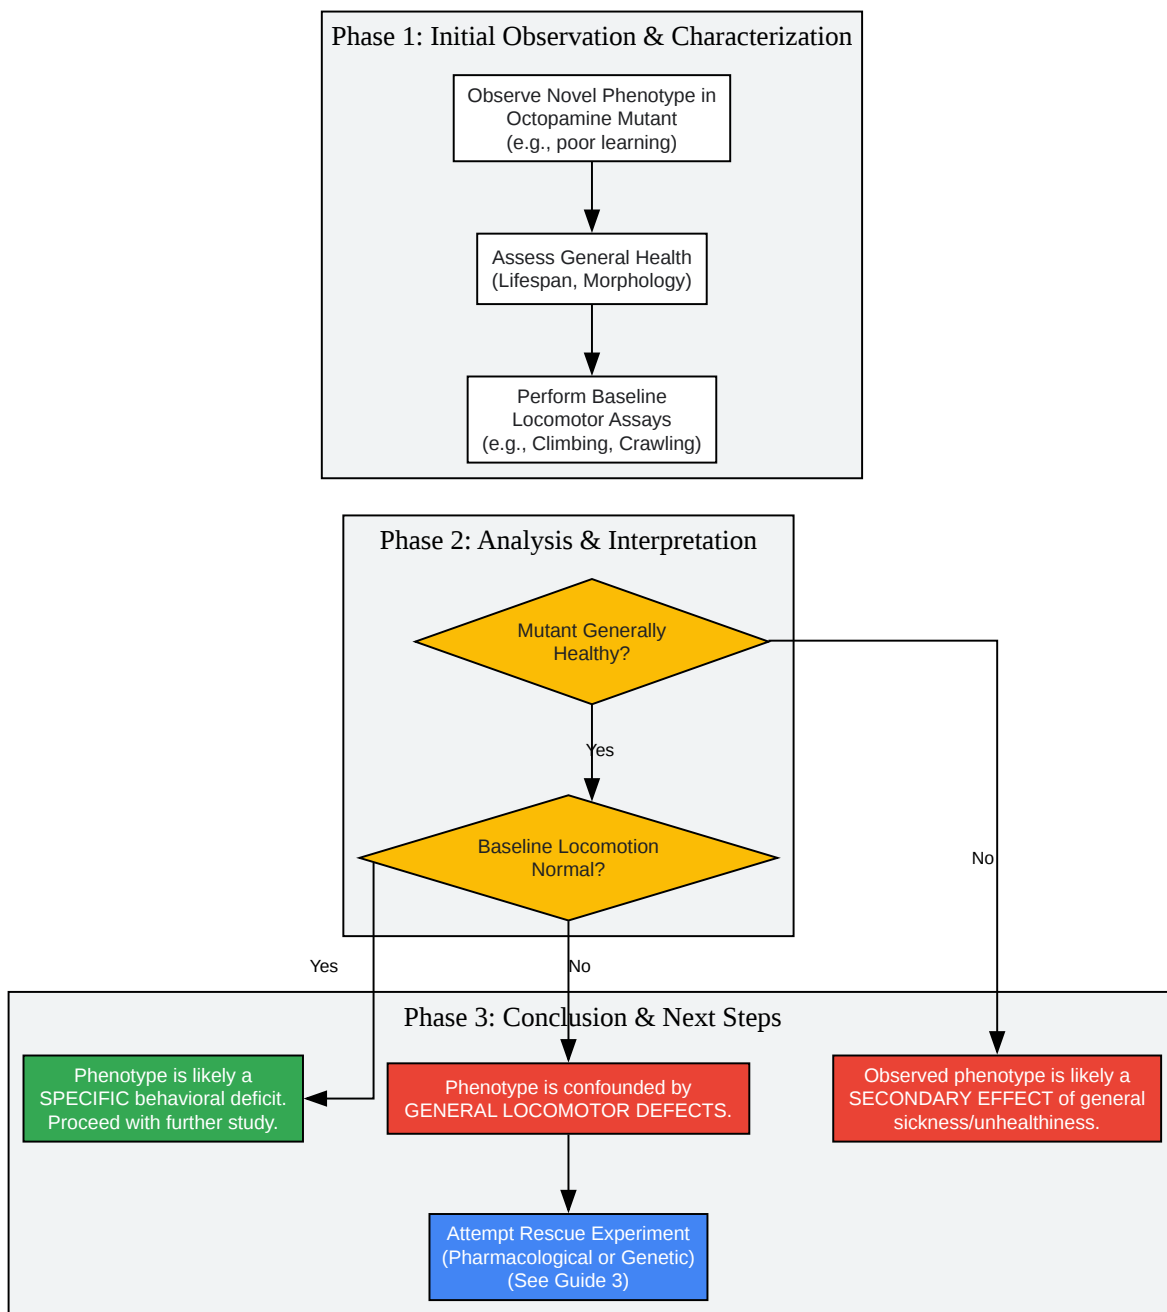 Phase 1: Initial Observation & Characterization
Observe Novel Phenotype in
Octopamine Mutant
(e.g., poor learning)
Assess General Health
(Lifespan, Morphology)
Perform Baseline
Locomotor Assays
(e.g., Climbing, Crawling)
Phase 2: Analysis & Interpretation
Mutant Generally
Healthy?
Yes
Baseline Locomotion
Normal?
No
Yes
No
Phase 3: Conclusion & Next Steps
Phenotype is likely a
SPECIFIC behavioral deficit.
Proceed with further study.
Phenotype is confounded by
GENERAL LOCOMOTOR DEFECTS.
Observed phenotype is likely a
SECONDARY EFFECT of general
sickness/unhealthiness.
Attempt Rescue Experiment
(Pharmacological or Genetic)
(See Guide 3)